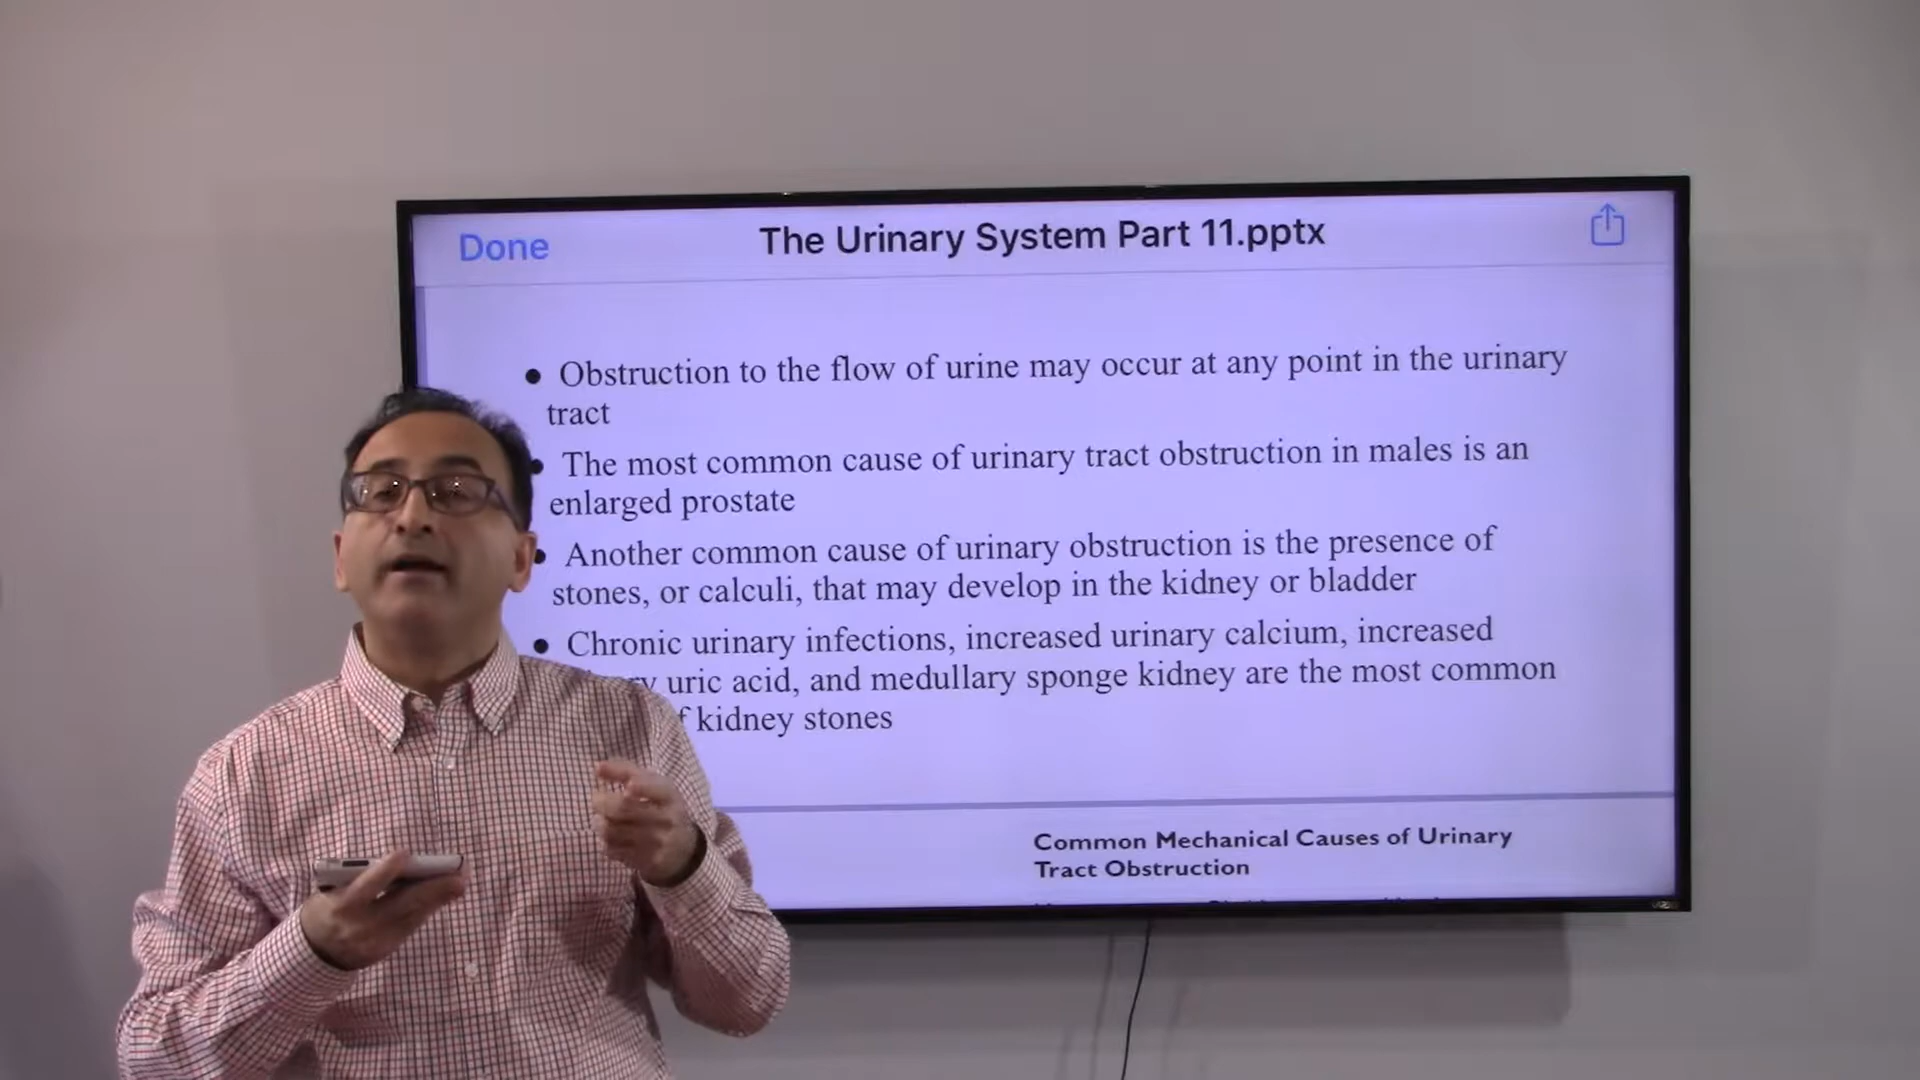 Done
The Urinary System Part 11.pptx
● Obstruction to the flow of urine may occur at any point in the urinary
tract
● The most common cause of urinary tract obstruction in males is an
enlarged prostate
● Another common cause of urinary obstruction is the presence of
stones, or calculi, that may develop in the kidney or bladder
● Chronic urinary infections, increased urinary calcium, increased
uric acid, and medullary sponge kidney are the most common
kidney stones
Common Mechanical Causes of Urinary
Tract Obstruction